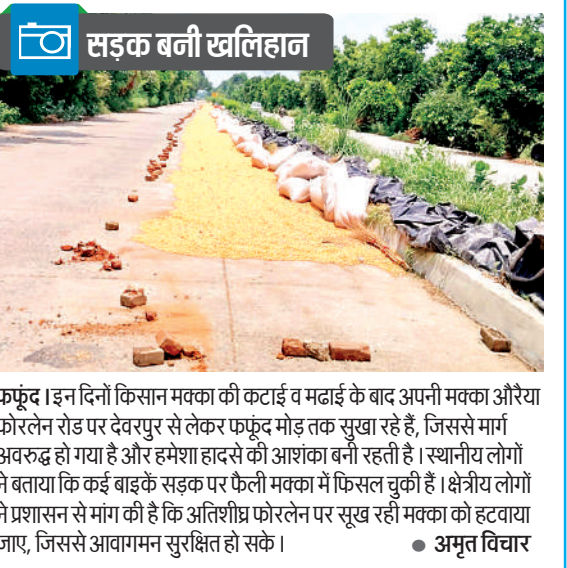 सड़क बनी खलिहान
फफूंद। इन दिनों किसान मक्का की कटाई व मढाई के बाद अपनी मक्का औरैया
फोरलेन रोड पर देवरपुर से लेकर फफूंद मोड़ तक सुखा रहे हैं, जिससे मार्ग
अवरुद्ध हो गया है और हमेशा हादसे की आशंका बनी रहती है। स्थानीय लोगों
ने बताया कि कई बाइकें सड़क पर फैली मक्का में फिसल चुकी हैं। क्षेत्रीय लोगों
ने प्रशासन से मांग की है कि अतिशीघ्र फोरलेन पर सूख रही मक्का को हटवाया
जाए, जिससे आवागमन सुरक्षित हो सके। ● अमृत विचार